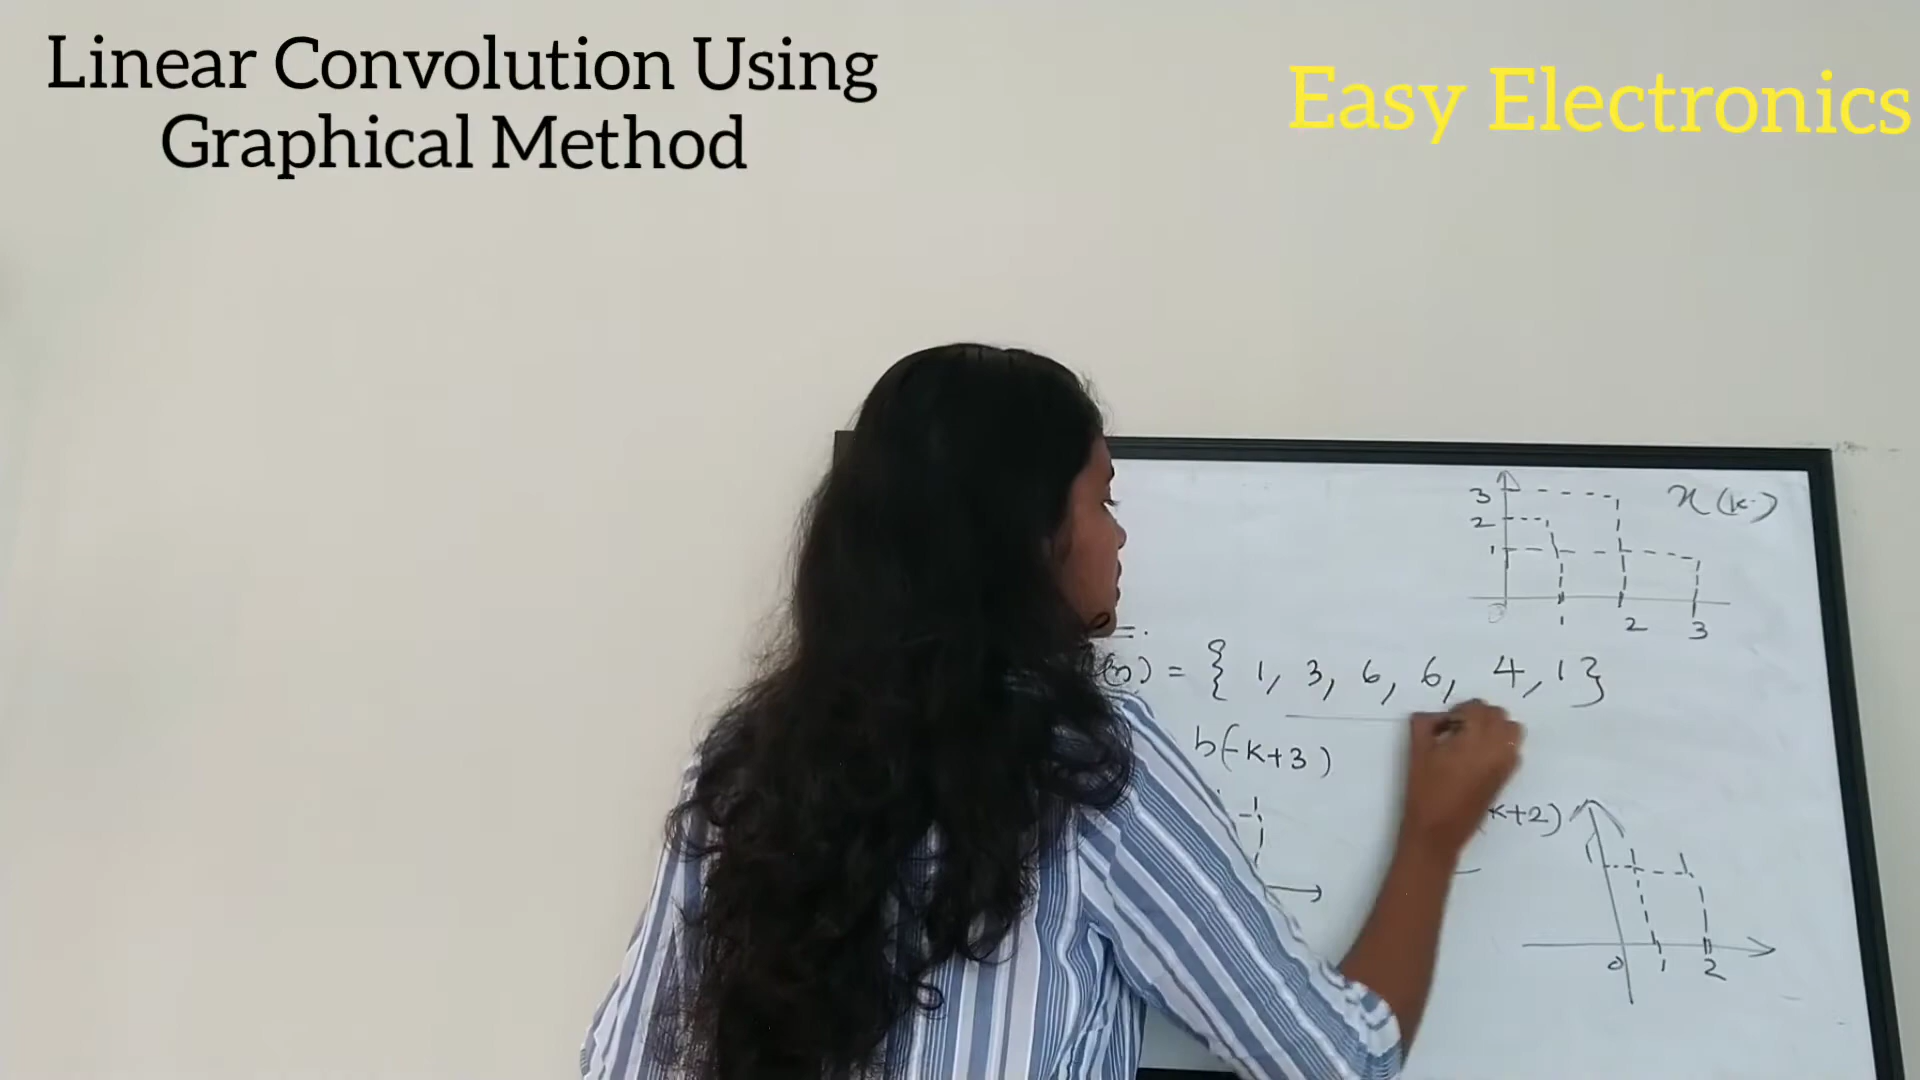 Linear Convolution Using
Graphical Method
Easy Electronics
x(k)
3
2
1
0 1 2 3
(n) = { 1, 3, 6, 6, 4, 1 }
h(-k+3)
k+2)
0 1 2